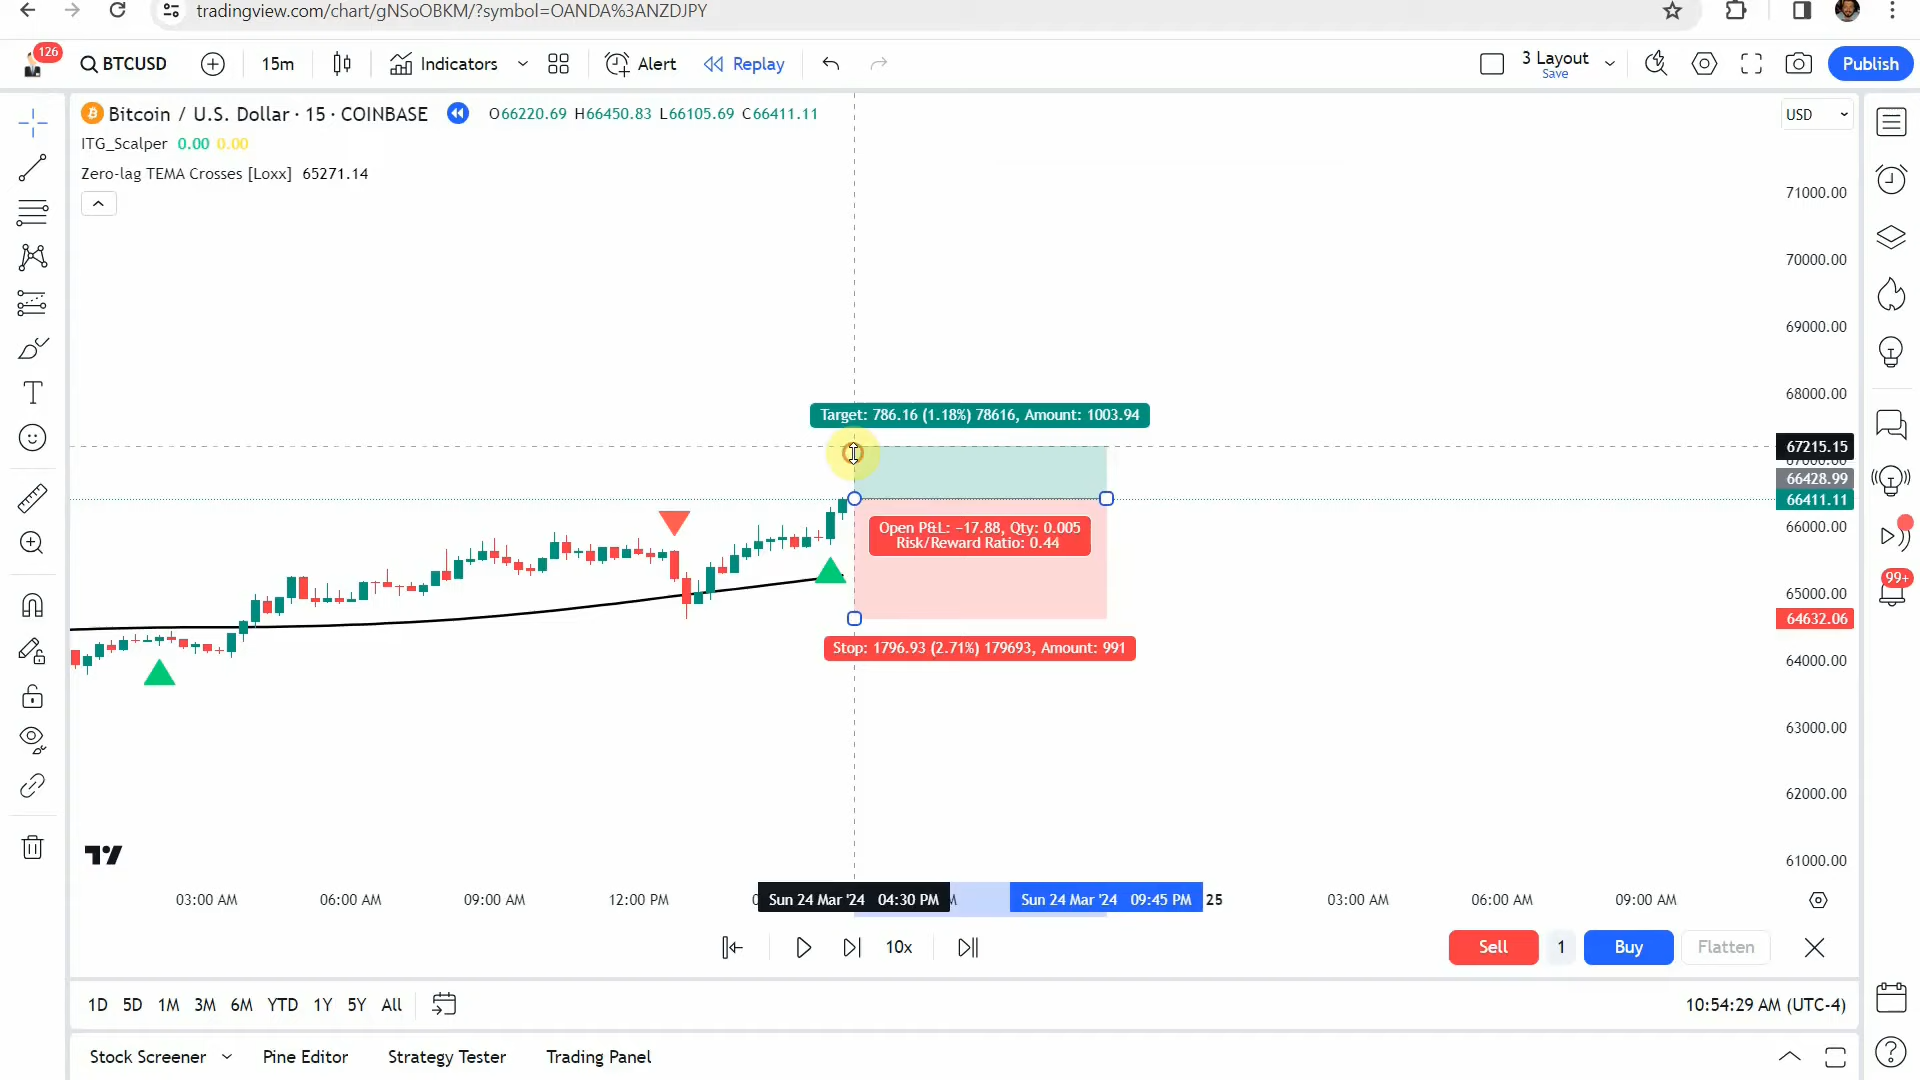 tradingview.com/chart/gNSoOBKM/?symbol=OANDA%3ANZDJPY
126
BTCUSD
15m
Indicators
Alert
Replay
3 Layout
Save
Publish
Bitcoin / U.S. Dollar · 15 · COINBASE
O66220.69 H66450.83 L66105.69 C66411.11
USD
ITG_Scalper 0.00 0.00
Zero-lag TEMA Crosses [Loxx] 65271.14
71000.00
70000.00
69000.00
68000.00
Target: 786.16 (1.18%) 78616, Amount: 1003.94
67215.15
67000.00
66428.99
66411.11
66000.00
Open P&L: −17.88, Qty: 0.005
Risk/Reward Ratio: 0.44
99+
65000.00
64632.06
Stop: 1796.93 (2.71%) 179693, Amount: 991
64000.00
63000.00
62000.00
61000.00
03:00 AM
06:00 AM
09:00 AM
12:00 PM
Sun 24 Mar '24 04:30 PM
Sun 24 Mar '24 09:45 PM
25
03:00 AM
06:00 AM
09:00 AM
10x
Sell
1
Buy
Flatten
1D 5D 1M 3M 6M YTD 1Y 5Y All
10:54:29 AM (UTC-4)
Stock Screener
Pine Editor
Strategy Tester
Trading Panel